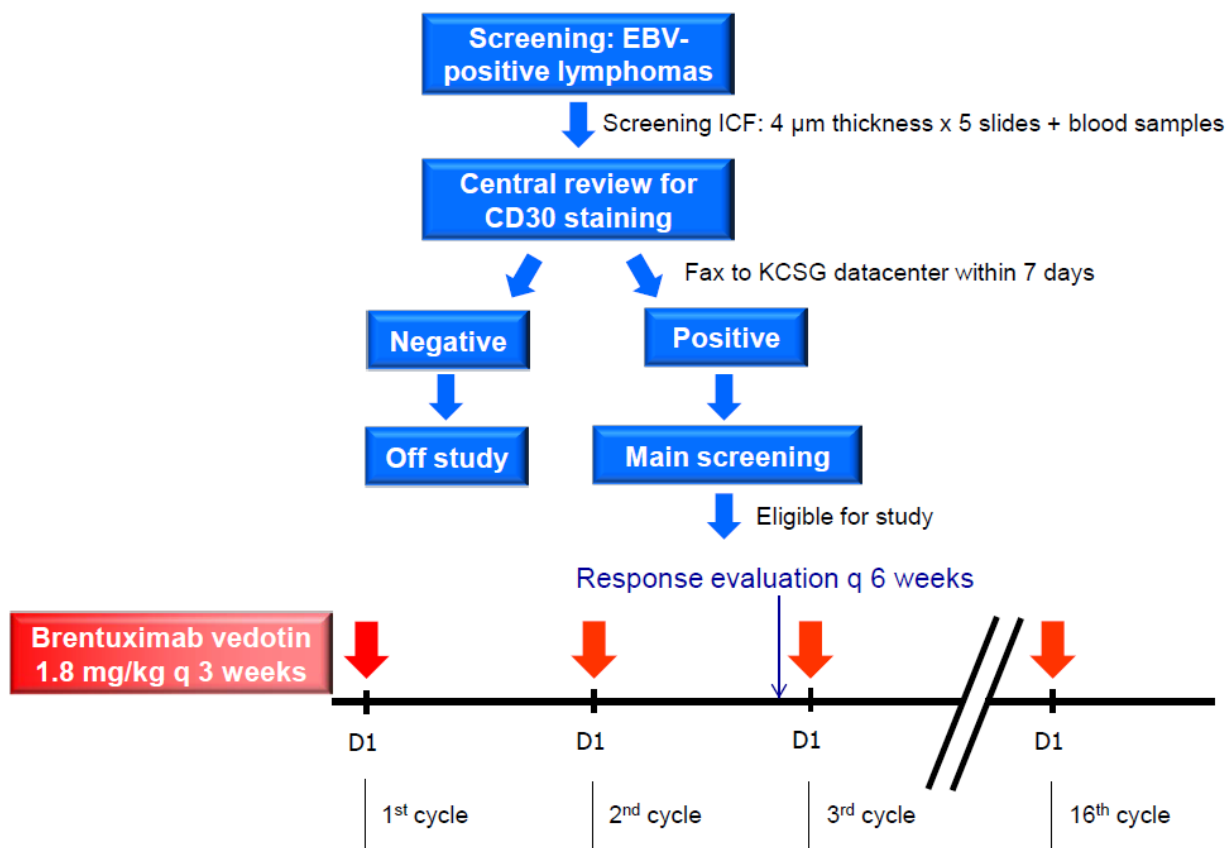 Screening: EBV-
positive lymphomas
Screening ICF: 4 µm thickness x 5 slides + blood samples
Central review for
CD30 staining
Fax to KCSG datacenter within 7 days
Negative
Positive
Off study
Main screening
Eligible for study
Response evaluation q 6 weeks
Brentuximab vedotin
1.8 mg/kg q 3 weeks
D1
D1
D1
D1
1st cycle
2nd cycle
3rd cycle
16th cycle